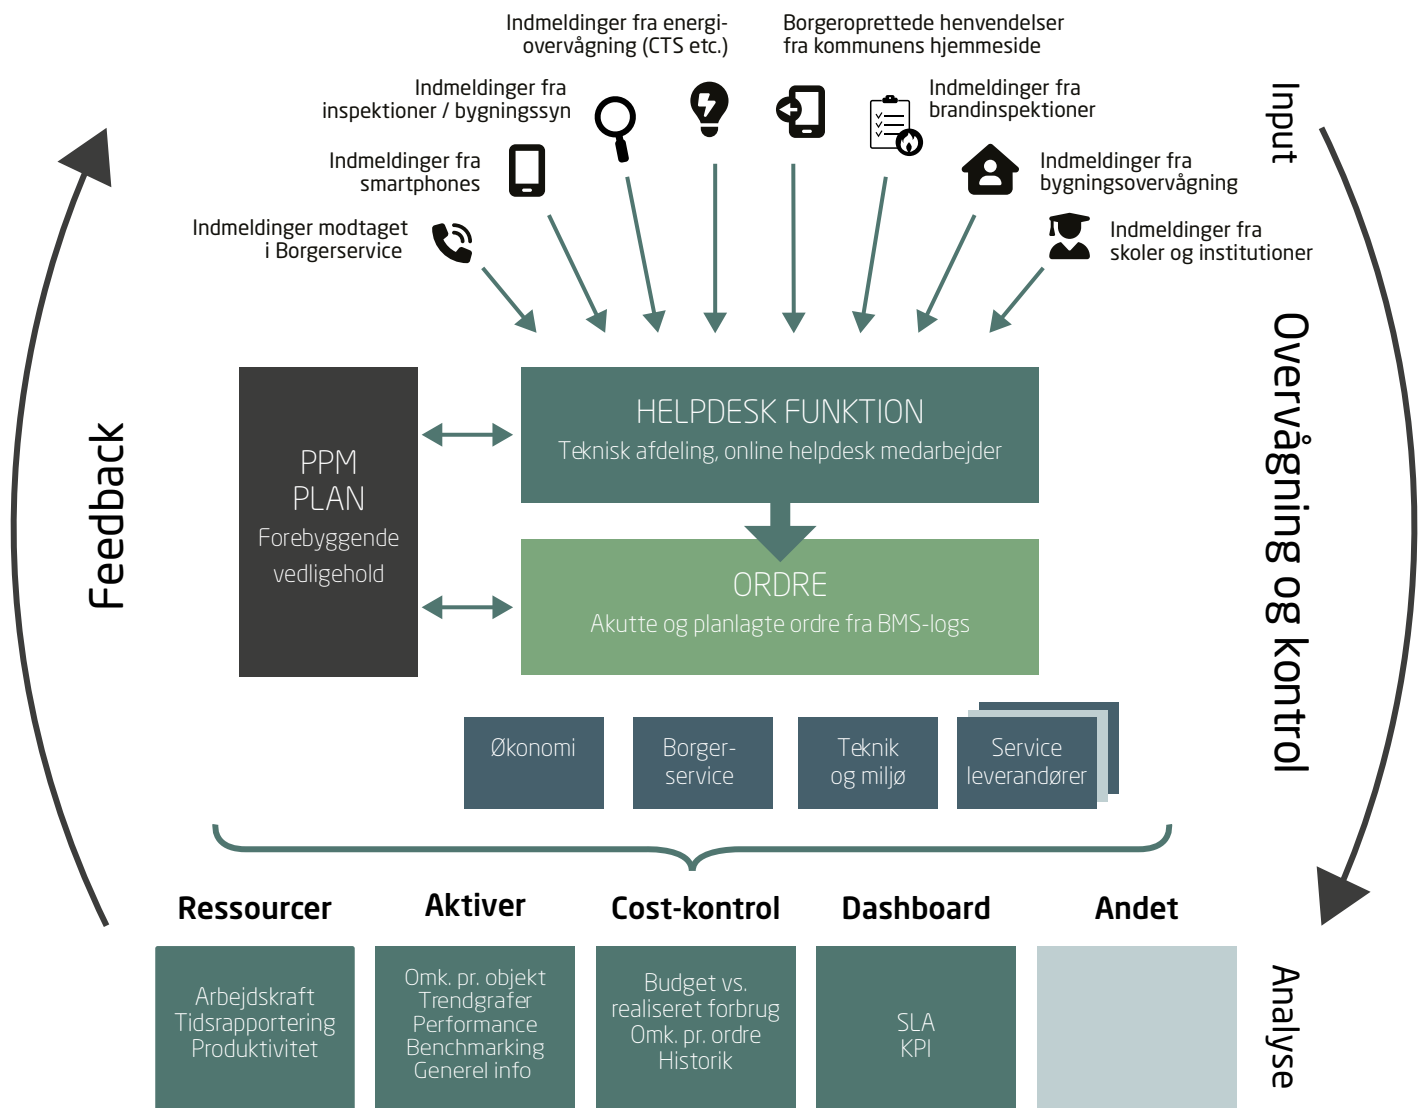 Indmeldinger fra energi-
overvågning (CTS etc.)
Borgeroprettede henvendelser
fra kommunens hjemmeside
Indmeldinger fra
inspektioner / bygningssyn
Indmeldinger fra
brandinspektioner
Indmeldinger fra
smartphones
Indmeldinger fra
bygningsovervågning
Indmeldinger modtaget
i Borgerservice
Indmeldinger fra
skoler og institutioner
Input
Overvågning og kontrol
Analyse
Feedback
PPM
PLAN
Forebyggende
vedligehold
HELPDESK FUNKTION
Teknisk afdeling, online helpdesk medarbejder
ORDRE
Akutte og planlagte ordre fra BMS-logs
Økonomi
Borger-
service
Teknik
og miljø
Service
leverandører
Ressourcer
Arbejdskraft
Tidsrapportering
Produktivitet
Aktiver
Omk. pr. objekt
Trendgrafer
Performance
Benchmarking
Generel info
Cost-kontrol
Budget vs.
realiseret forbrug
Omk. pr. ordre
Historik
Dashboard
SLA
KPI
Andet